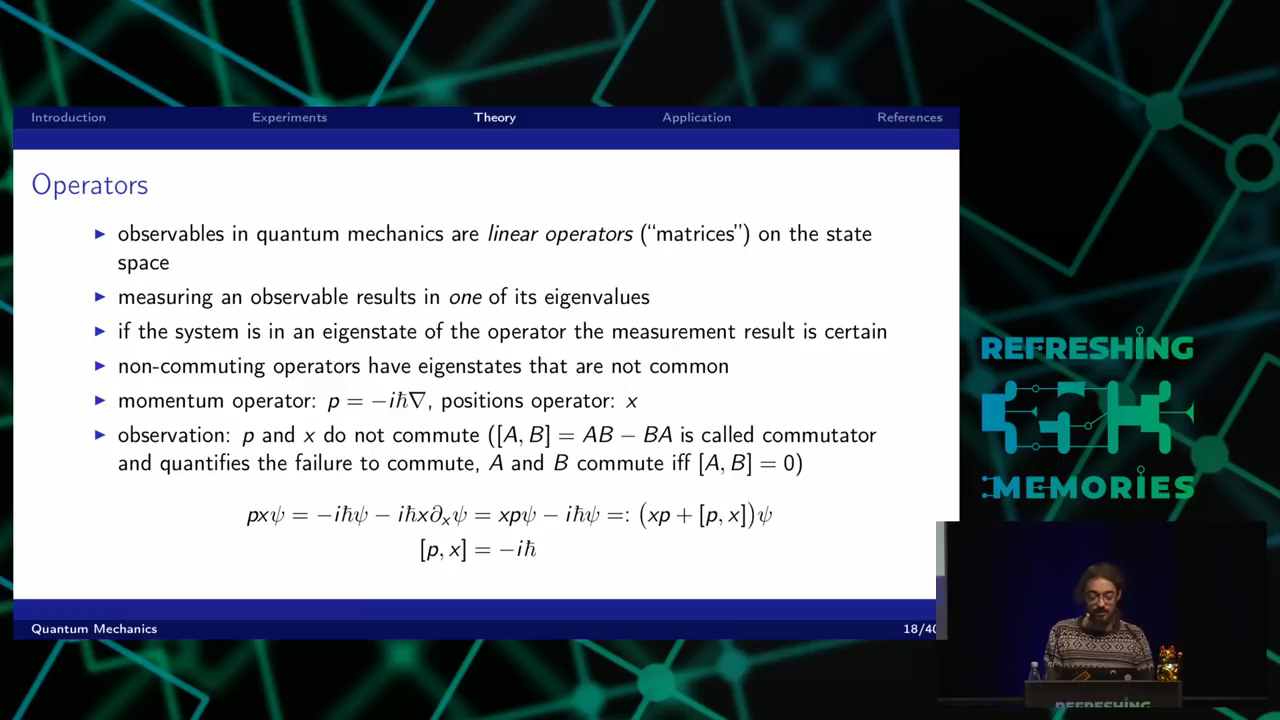 Introduction Experiments Theory Application References
Operators
▶ observables in quantum mechanics are linear operators (“matrices”) on the state
space
▶ measuring an observable results in one of its eigenvalues
▶ if the system is in an eigenstate of the operator the measurement result is certain
▶ non-commuting operators have eigenstates that are not common
▶ momentum operator: p = −iℏ∇, positions operator: x
▶ observation: p and x do not commute ([A, B] = AB − BA is called commutator
and quantifies the failure to commute, A and B commute iff [A, B] = 0)
pxψ = −iℏψ − iℏx∂ₓψ = xpψ − iℏψ =: (xp + [p, x])ψ
[p, x] = −iℏ
Quantum Mechanics 18/40
REFRESHING
MEMORIES
REFRESHING